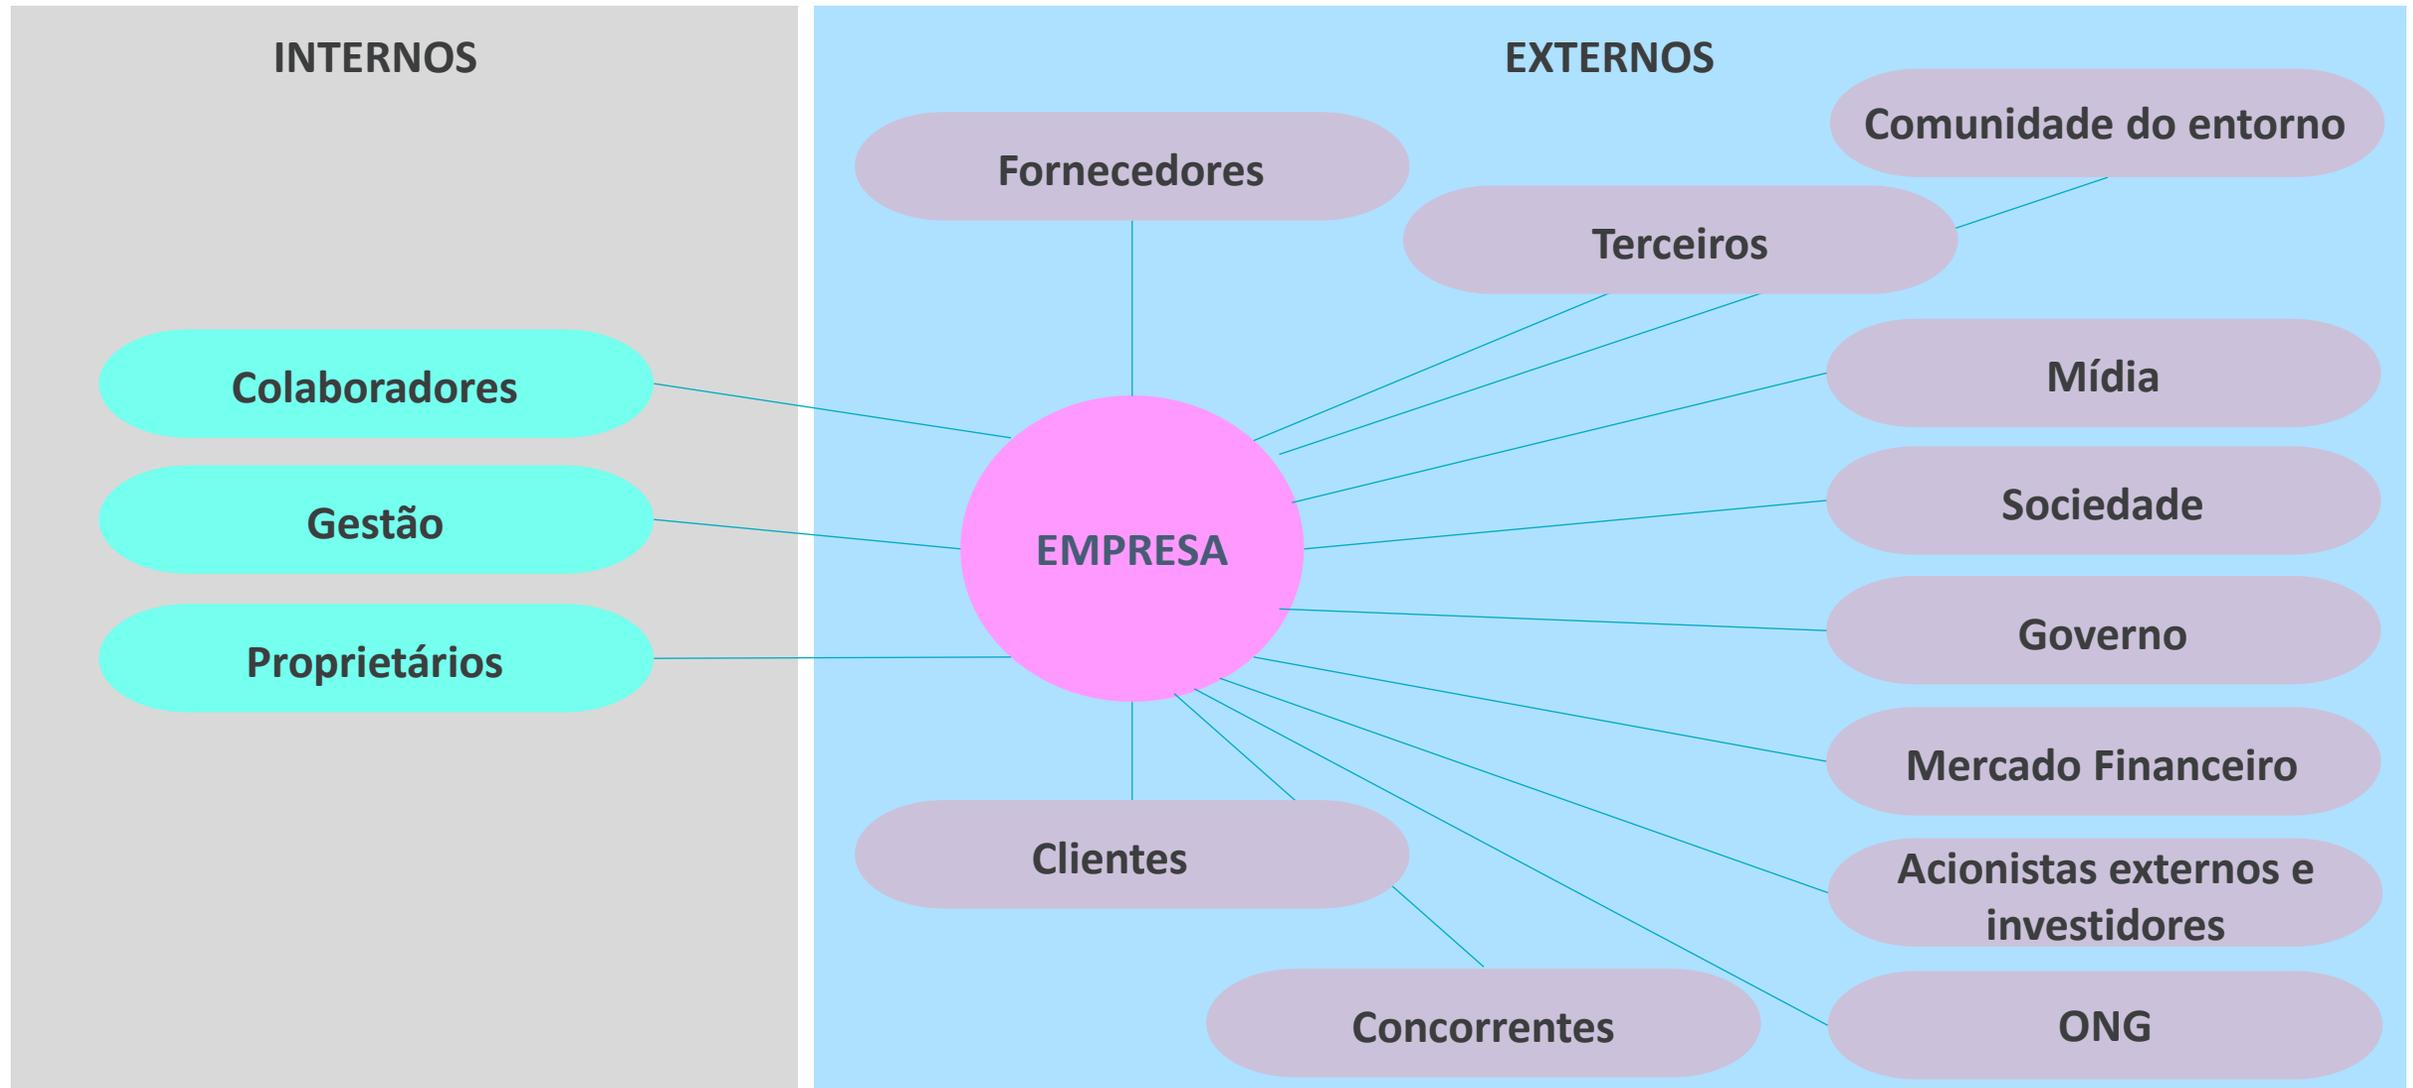 INTERNOS
Colaboradores
Gestão
Proprietários
EXTERNOS
Comunidade do entorno
Fornecedores
Terceiros
Mídia
Sociedade
EMPRESA
Governo
Mercado Financeiro
Clientes
Acionistas externos e
investidores
Concorrentes
ONG